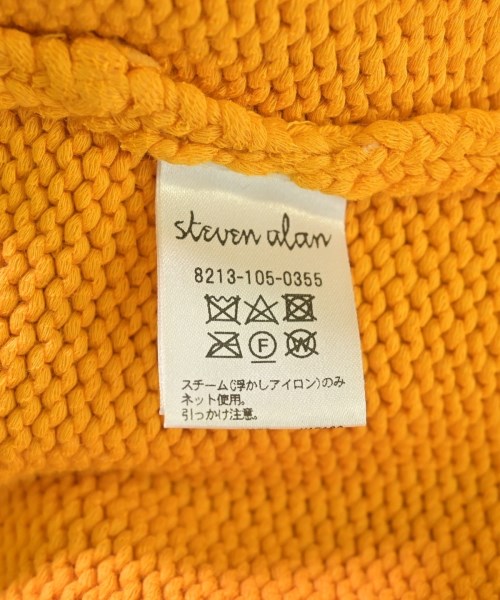 steven alan
8213-105-0355
F W
スチーム(浮かしアイロン)のみ
ネット使用。
引っかけ注意。